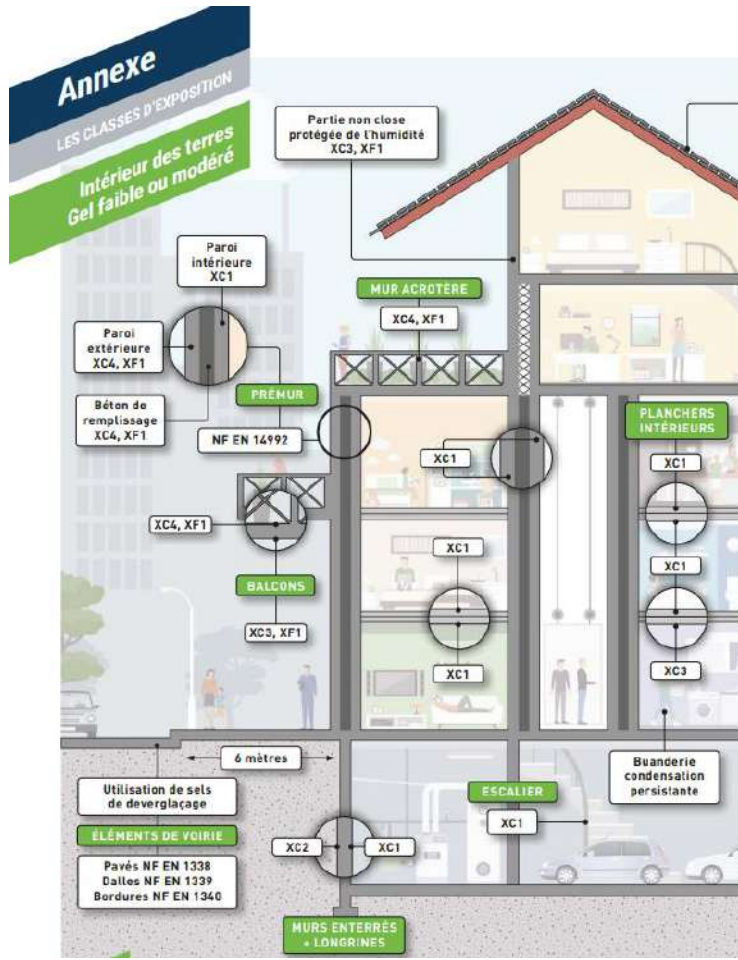 Annexe
LES CLASSES D'EXPOSITION
Intérieur des terres
Gel faible ou modéré
Partie non close
protégée de l'humidité
XC3, XF1
Paroi
intérieure
XC1
MUR ACROTÈRE
XC4, XF1
Paroi
extérieure
XC4, XF1
PRÉMUR
Béton de
remplissage
XC4, XF1
NF EN 14992
PLANCHERS
INTÉRIEURS
XC1
XC1
XC4, XF1
XC1
XC1
BALCONS
XC3, XF1
XC1
XC3
6 mètres
Buanderie
condensation
persistante
Utilisation de sels
de deverglaçage
ESCALIER
XC1
ÉLÉMENTS DE VOIRIE
XC2
XC1
Pavés NF EN 1338
Dalles NF EN 1339
Bordures NF EN 1340
MURS ENTERRÉS
+ LONGRINES